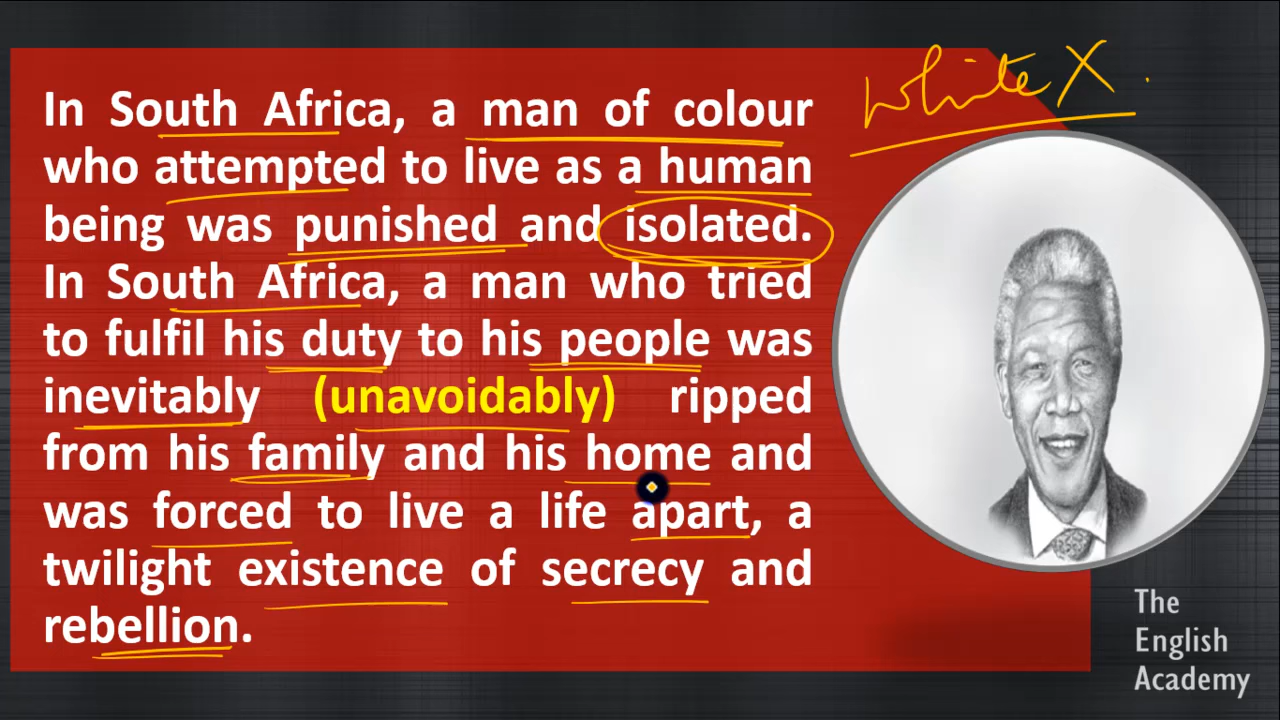 In South Africa, a man of colour
who attempted to live as a human
being was punished and isolated.
In South Africa, a man who tried
to fulfil his duty to his people was
inevitably (unavoidably) ripped
from his family and his home and
was forced to live a life apart, a
twilight existence of secrecy and
rebellion.
White X
The
English
Academy